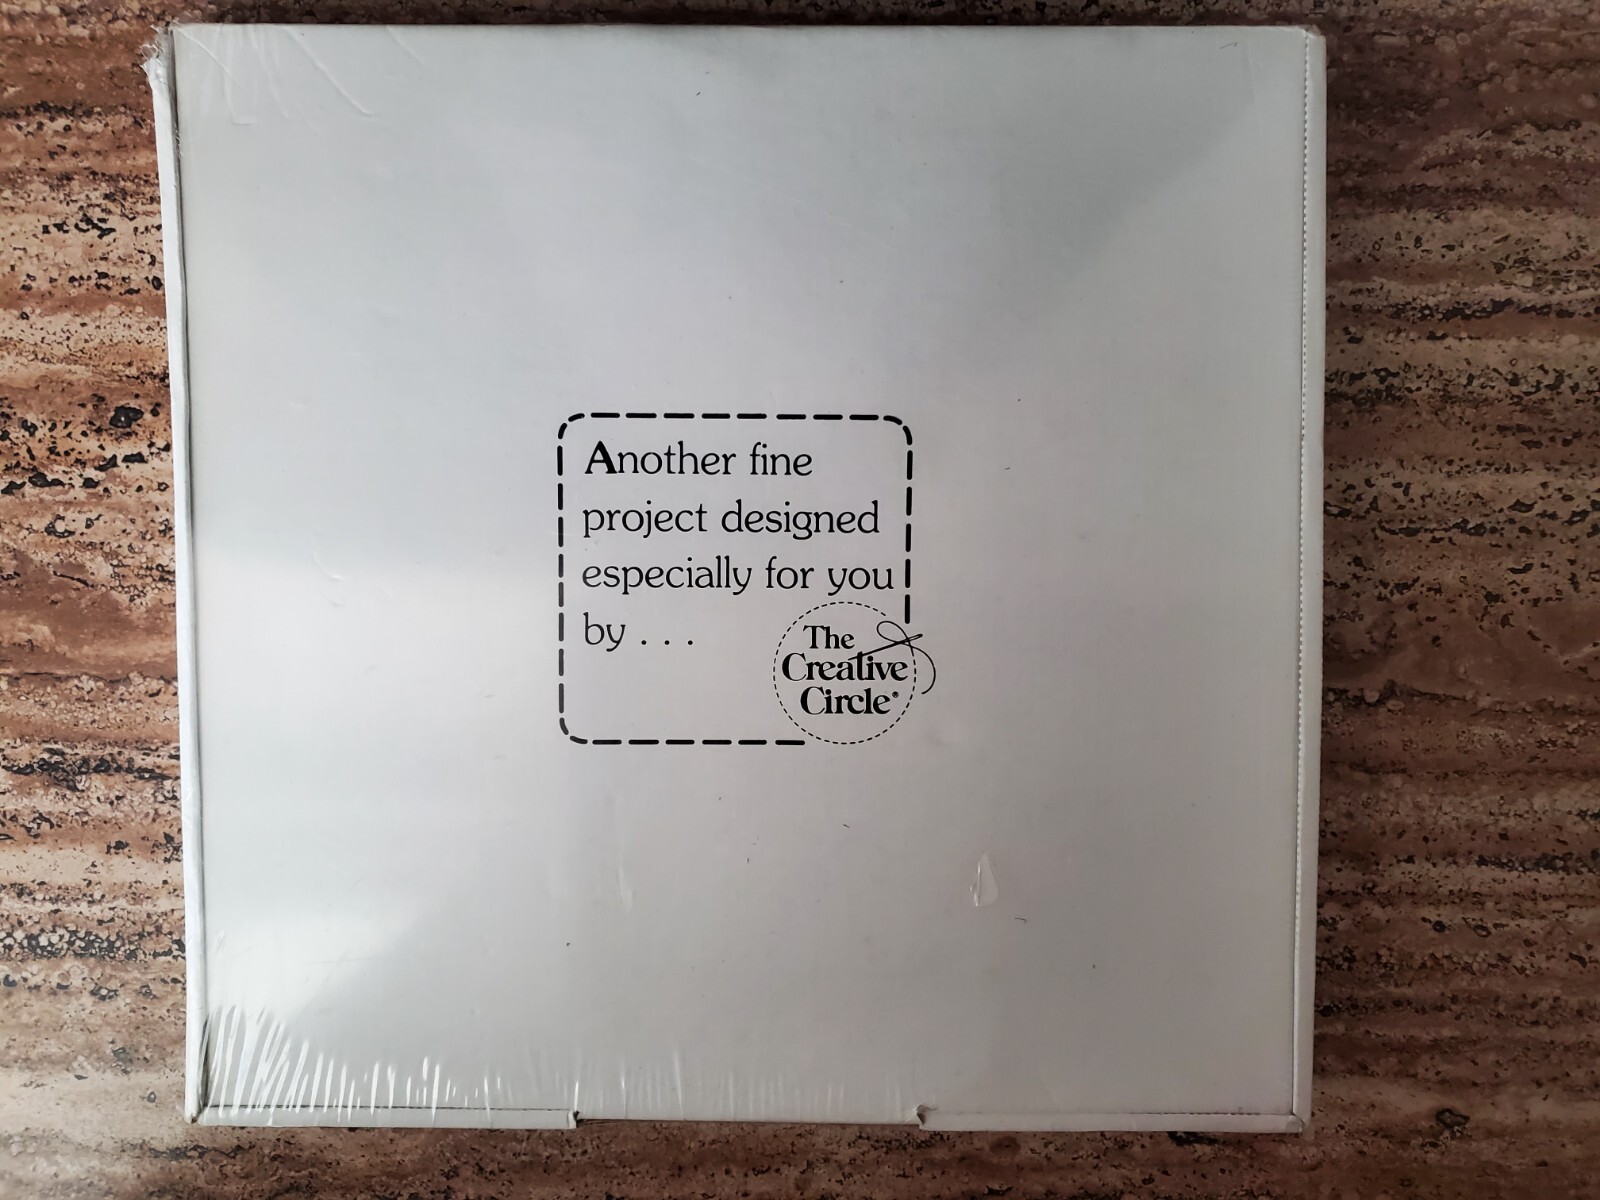 Another fine
project designed
especially for you
by . . .
The
Creative
Circle®